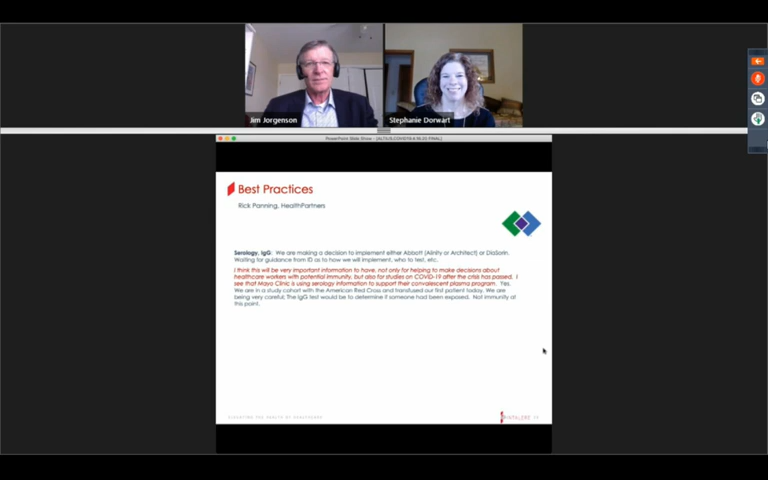 Jim Jorgenson
Stephanie Dorwart
Best Practices
Rick Panning, HealthPartners
Serology, IgG: We are making a decision to implement either Abbott (Alinity or Architect) or DiaSorin.
Waiting for guidance from ID as to how we will implement, who to test, etc.
I think this will be very important information to have, not only for helping to make decisions about
healthcare workers with potential immunity, but also for studies on COVID-19 after the crisis has passed. I
see that Mayo Clinic is using serology information to support their convalescent plasma program. Yes.
We are in a study cohort with the American Red Cross and transfused our first patient today. We are
being very careful. The IgG test would be to determine if someone had been exposed. Not immunity at
this point.